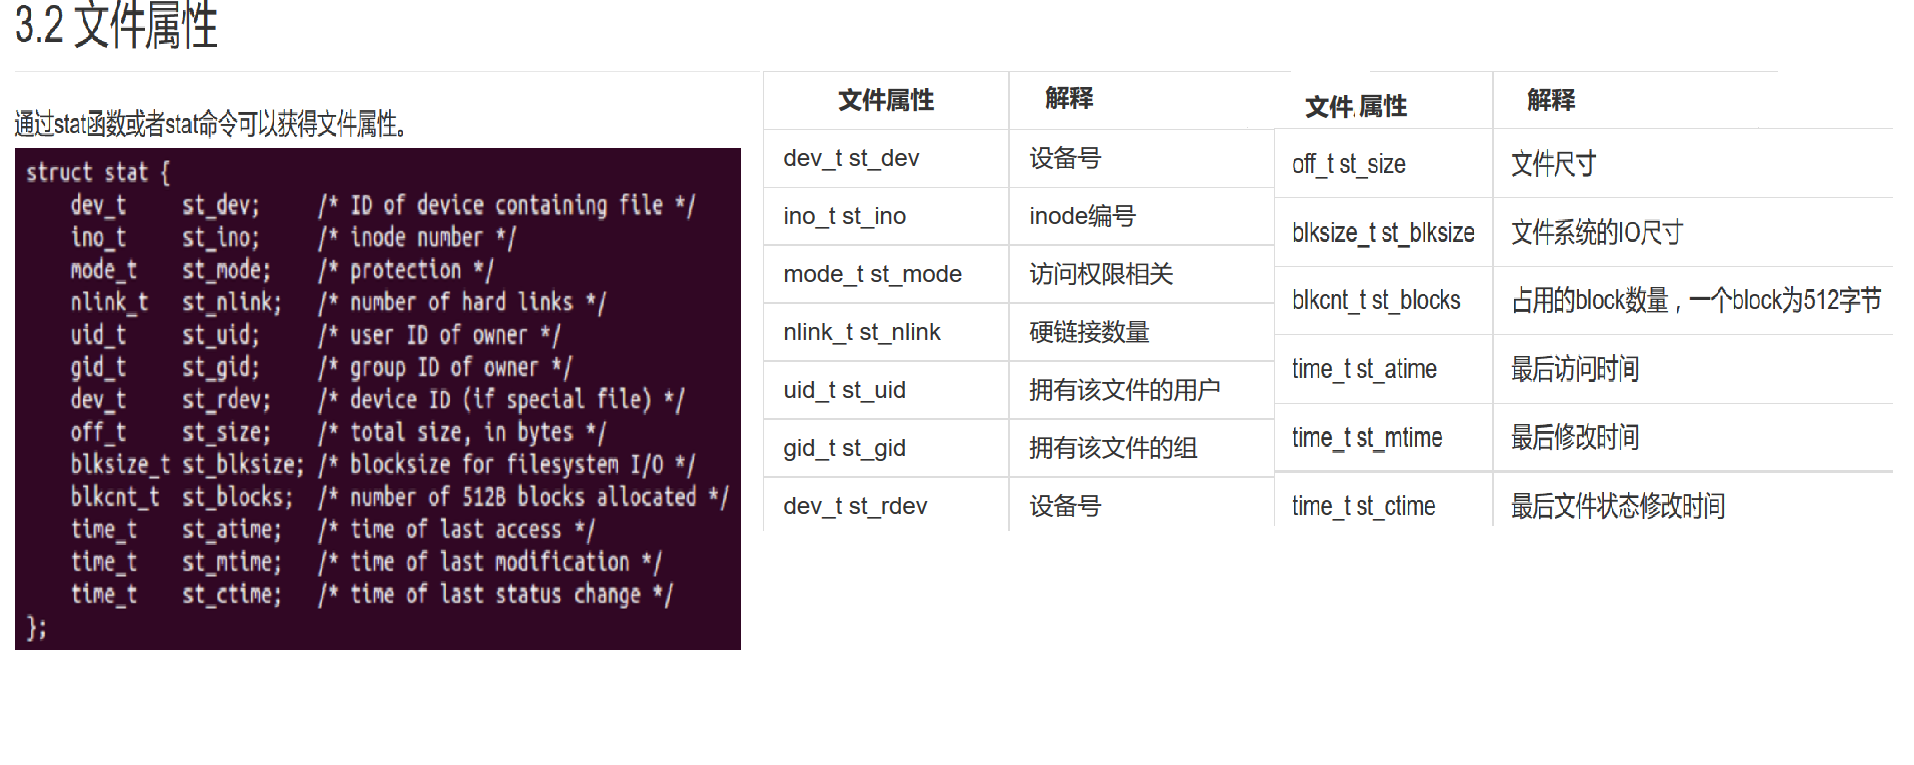 3.2 文件属性
通过stat函数或者stat命令可以获得文件属性。
struct stat {
dev_t st_dev; /* ID of device containing file */
ino_t st_ino; /* inode number */
mode_t st_mode; /* protection */
nlink_t st_nlink; /* number of hard links */
uid_t st_uid; /* user ID of owner */
gid_t st_gid; /* group ID of owner */
dev_t st_rdev; /* device ID (if special file) */
off_t st_size; /* total size, in bytes */
blksize_t st_blksize; /* blocksize for filesystem I/O */
blkcnt_t st_blocks; /* number of 512B blocks allocated */
time_t st_atime; /* time of last access */
time_t st_mtime; /* time of last modification */
time_t st_ctime; /* time of last status change */
};
文件属性 解释
dev_t st_dev 设备号
ino_t st_ino inode编号
mode_t st_mode 访问权限相关
nlink_t st_nlink 硬链接数量
uid_t st_uid 拥有该文件的用户
gid_t st_gid 拥有该文件的组
dev_t st_rdev 设备号
文件属性 解释
off_t st_size 文件尺寸
blksize_t st_blksize 文件系统的IO尺寸
blkcnt_t st_blocks 占用的block数量，一个block为512字节
time_t st_atime 最后访问时间
time_t st_mtime 最后修改时间
time_t st_ctime 最后文件状态修改时间